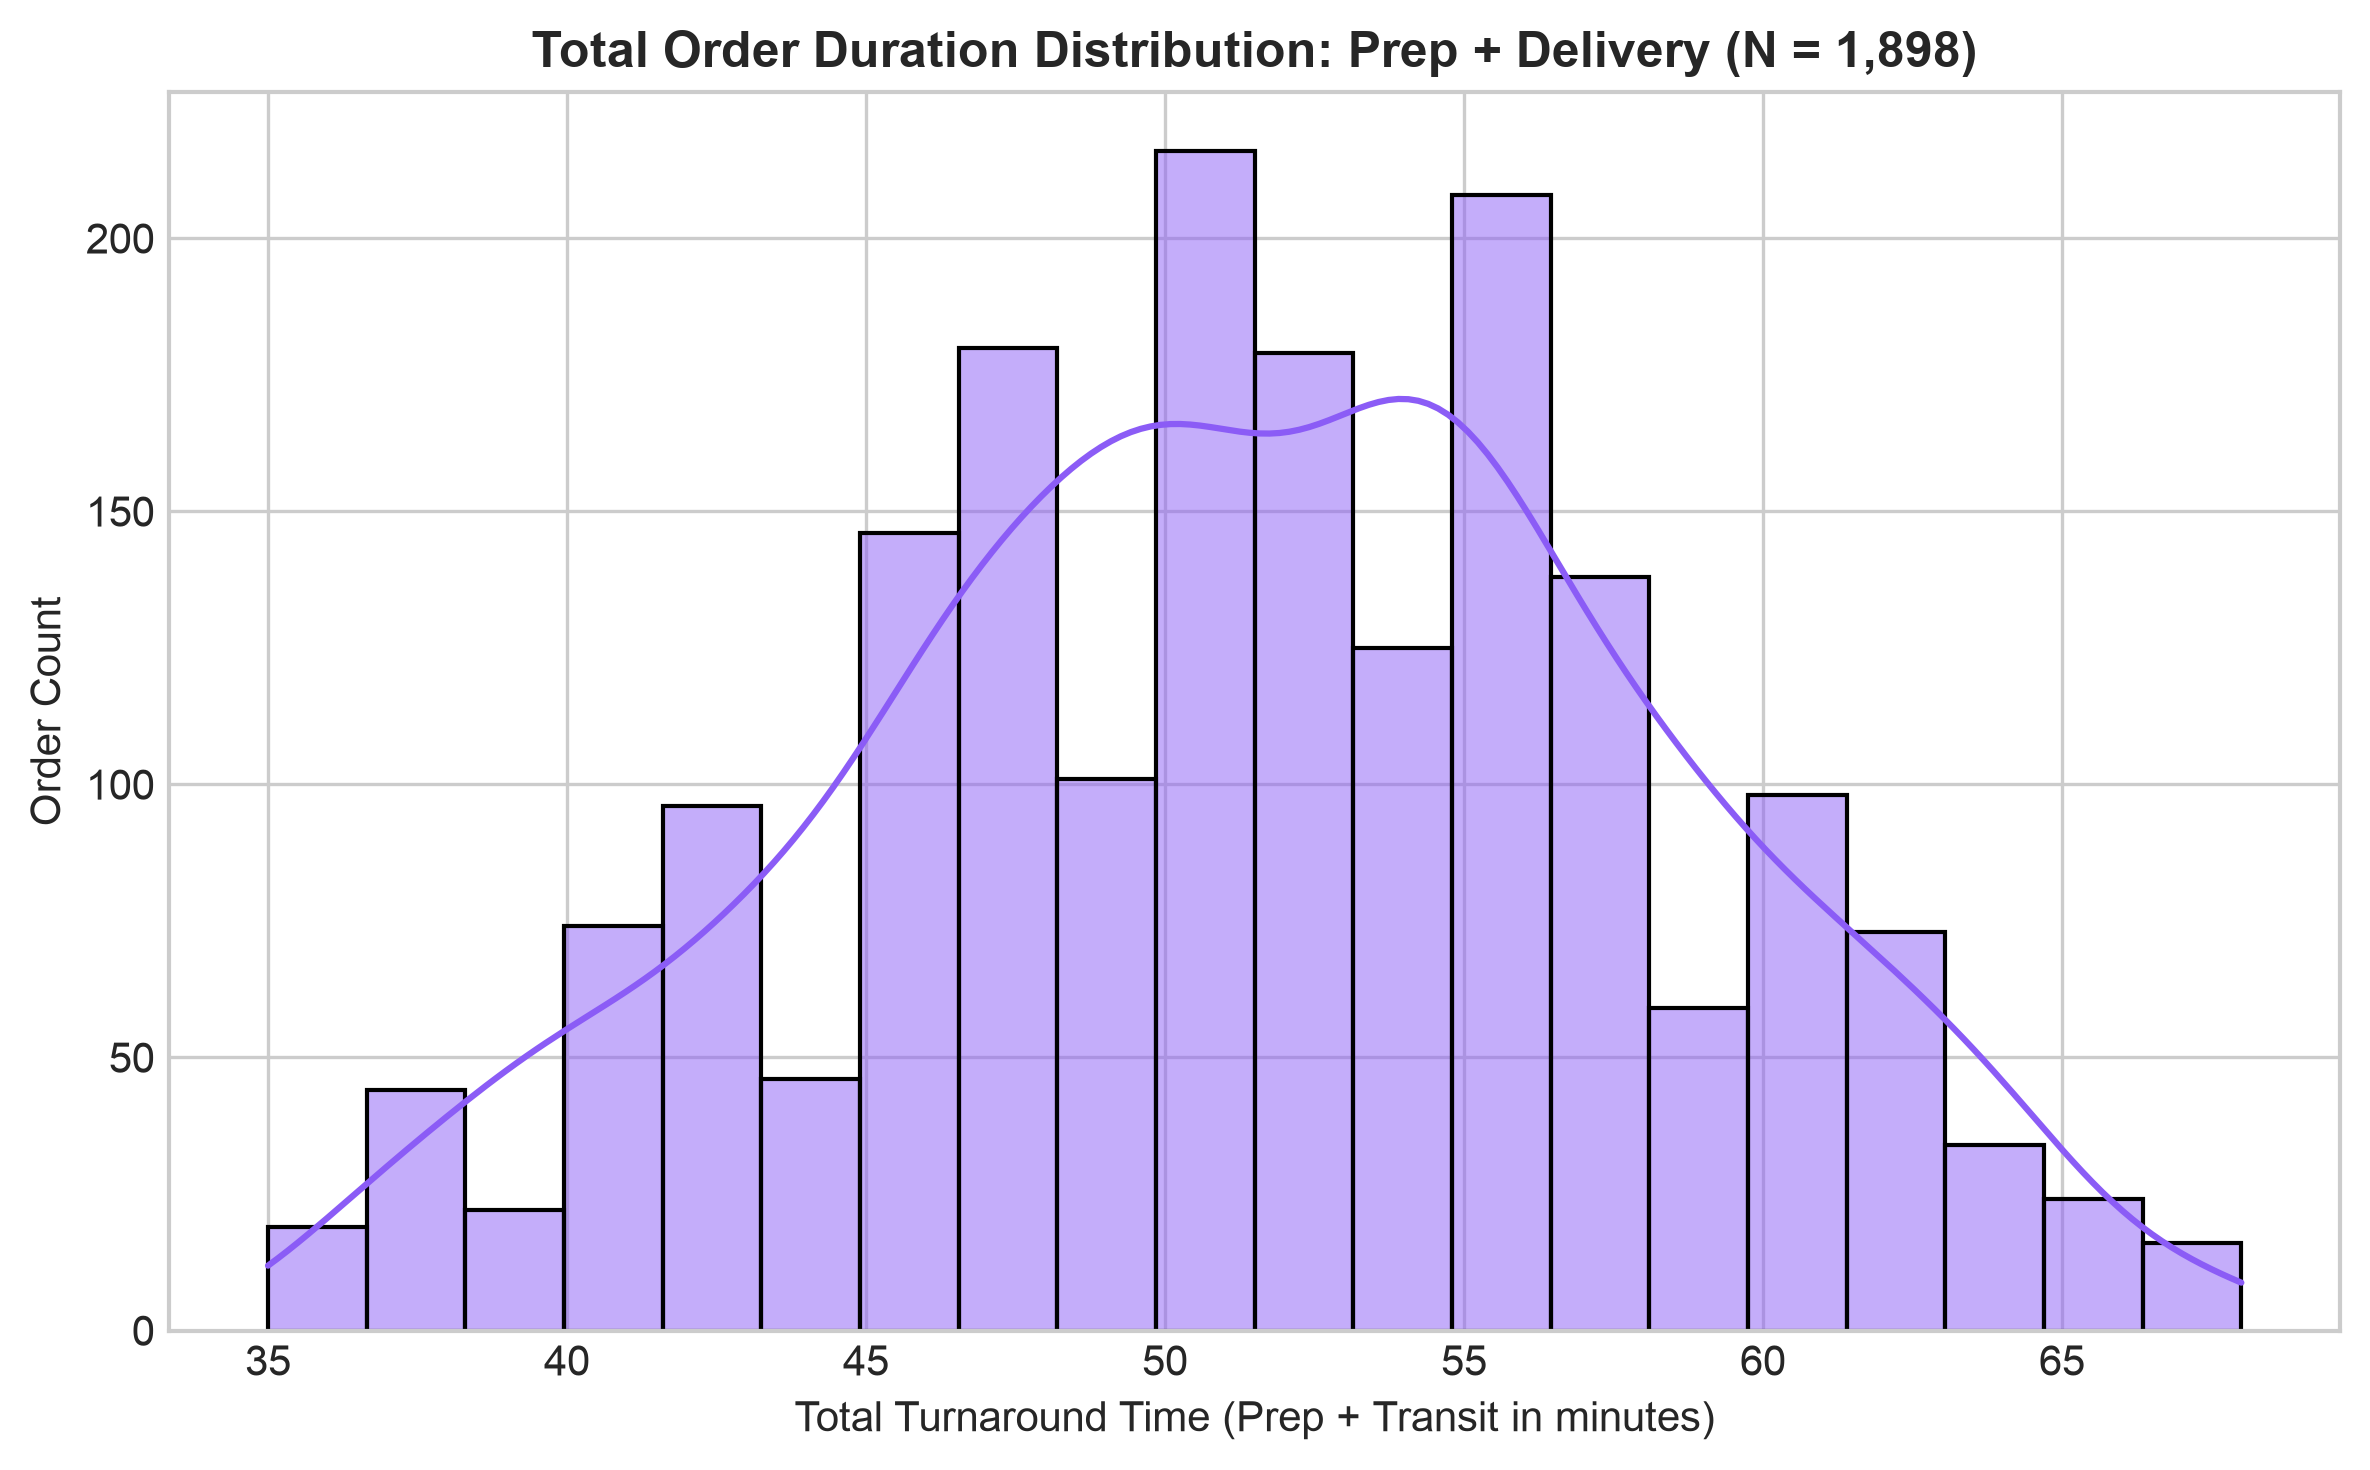 Total Order Duration Distribution: Prep + Delivery (N = 1,898)
Order Count
200
150
100
50
0
35 40 45 50 55 60 65
Total Turnaround Time (Prep + Transit in minutes)